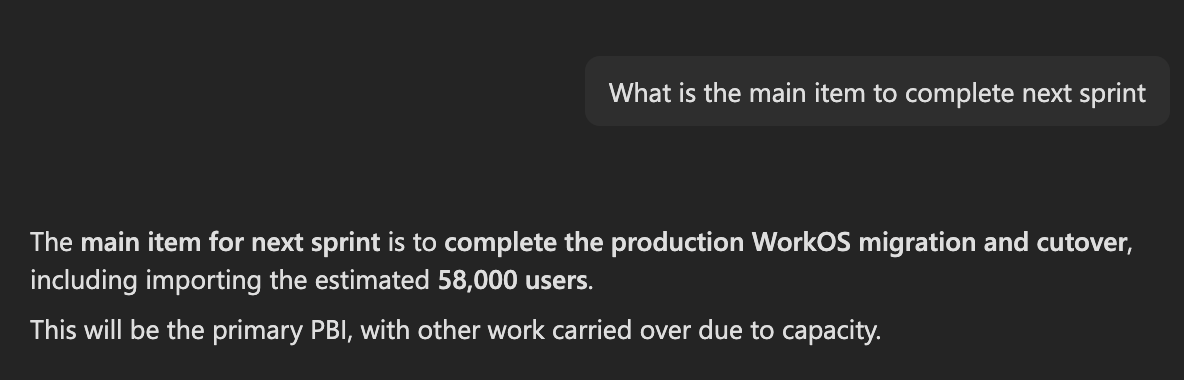 What is the main item to complete next sprint
The main item for next sprint is to complete the production WorkOS migration and cutover,
including importing the estimated 58,000 users.
This will be the primary PBI, with other work carried over due to capacity.